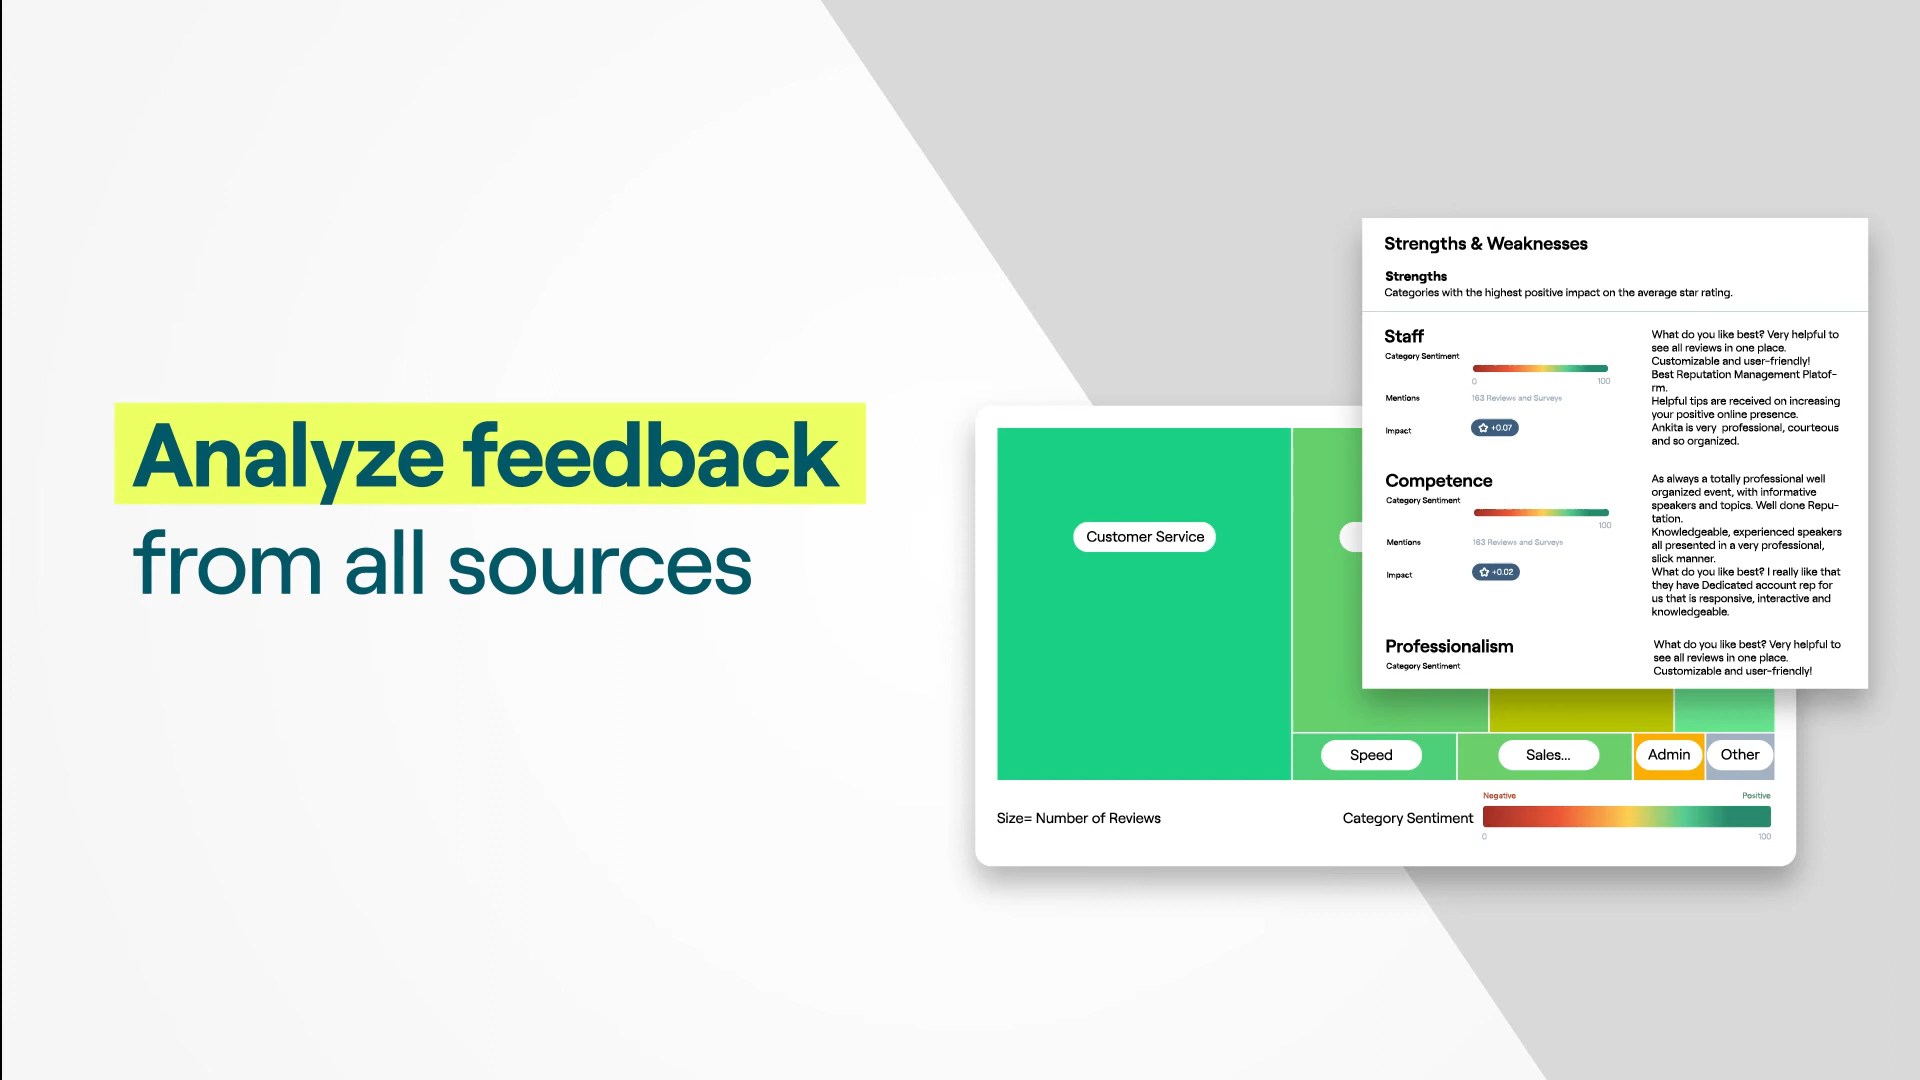 Analyze feedback
from all sources
Strengths & Weaknesses
Strengths
Categories with the highest positive impact on the average star rating.
Staff
Category Sentiment
0
100
Mentions
163 Reviews and Surveys
Impact
+0.07
What do you like best? Very helpful to
see all reviews in one place.
Customizable and user-friendly!
Best Reputation Management Platof-
rm.
Helpful tips are received on increasing
your positive online presence.
Ankita is very professional, courteous
and so organized.
Competence
Category Sentiment
100
Mentions
163 Reviews and Surveys
Impact
+0.02
As always a totally professional well
organized event, with informative
speakers and topics. Well done Repu-
tation.
Knowledgeable, experienced speakers
all presented in a very professional,
slick manner.
What do you like best? I really like that
they have Dedicated account rep for
us that is responsive, interactive and
knowledgeable.
Professionalism
Category Sentiment
What do you like best? Very helpful to
see all reviews in one place.
Customizable and user-friendly!
Customer Service
Speed
Sales...
Admin
Other
Size= Number of Reviews
Category Sentiment
Negative
Positive
0
100